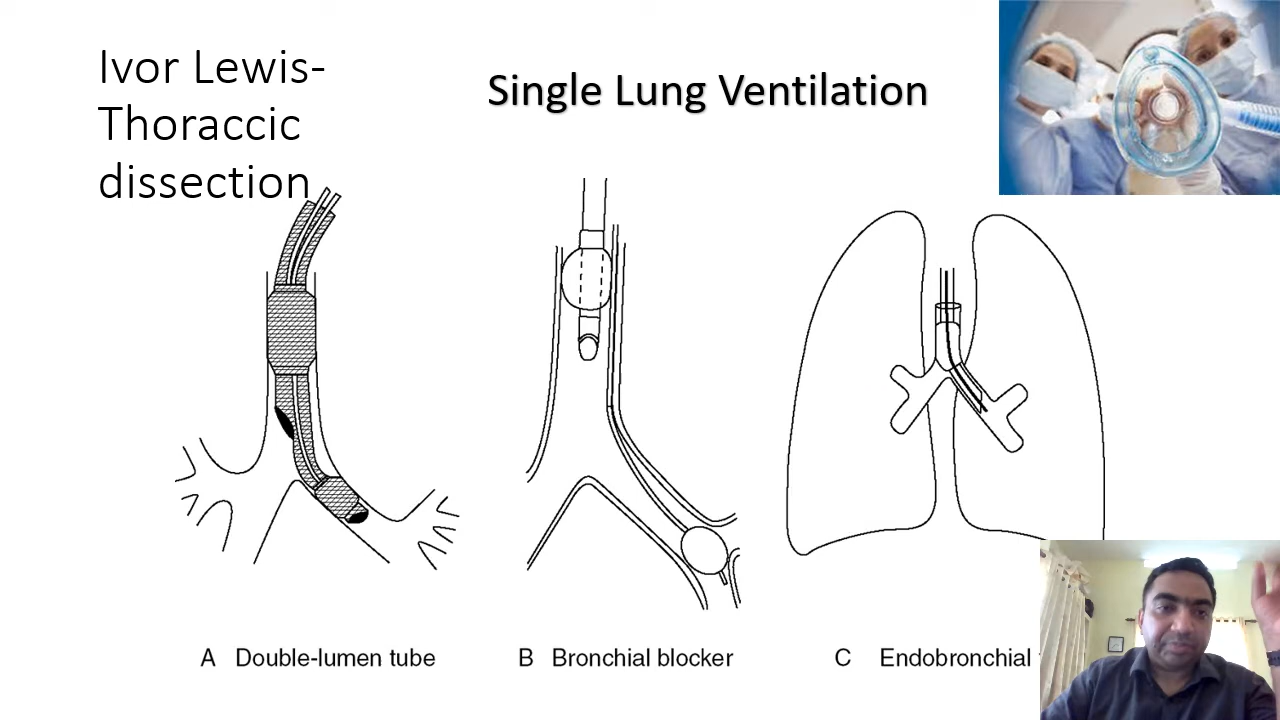 Ivor Lewis-
Thoraccic
dissection
Single Lung Ventilation
A Double-lumen tube
B Bronchial blocker
C Endobronchial